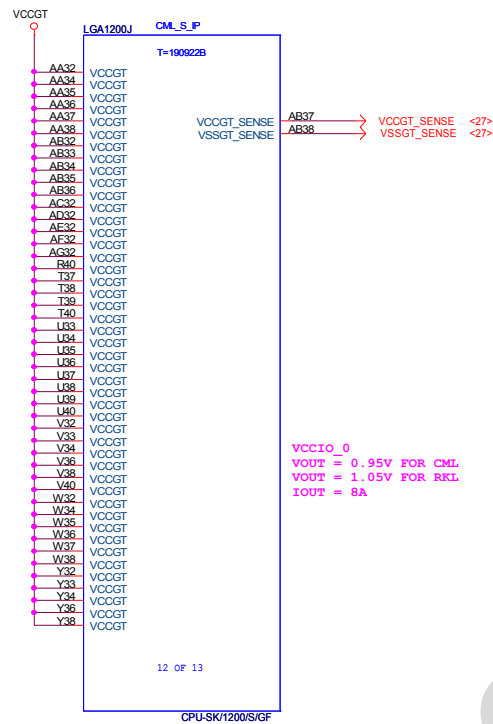 VCCGT
LGA1200J CML_S_IP
T=190922B
AA32 VCCGT
AA34 VCCGT
AA35 VCCGT
AA36 VCCGT
AA37 VCCGT VCCGT_SENSE AB37 VCCGT_SENSE <27>
AA38 VCCGT VSSGT_SENSE AB38 VSSGT_SENSE <27>
AB32 VCCGT
AB33 VCCGT
AB34 VCCGT
AB35 VCCGT
AB36 VCCGT
AC32 VCCGT
AD32 VCCGT
AE32 VCCGT
AF32 VCCGT
AG32 VCCGT
R40 VCCGT
T37 VCCGT
T38 VCCGT
T39 VCCGT
T40 VCCGT
U33 VCCGT
U34 VCCGT
U35 VCCGT
U36 VCCGT
U37 VCCGT
U38 VCCGT
U39 VCCGT
U40 VCCGT
V32 VCCGT
V33 VCCGT
V34 VCCGT
V36 VCCGT
V38 VCCGT
V40 VCCGT
W32 VCCGT
W34 VCCGT
W35 VCCGT
W36 VCCGT
W37 VCCGT
W38 VCCGT
Y32 VCCGT
Y33 VCCGT
Y34 VCCGT
Y36 VCCGT
Y38 VCCGT
VCCIO_0
VOUT = 0.95V FOR CML
VOUT = 1.05V FOR RKL
IOUT = 8A
12 OF 13
CPU-SK/1200/S/GF